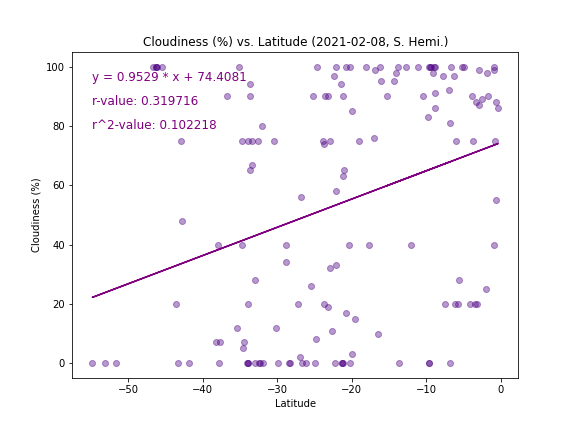 Cloudiness (%) vs. Latitude (2021-02-08, S. Hemi.)
y = 0.9529 * x + 74.4081
r-value: 0.319716
r^2-value: 0.102218
Cloudiness (%)
100
80
60
40
20
0
−50 −40 −30 −20 −10 0
Latitude